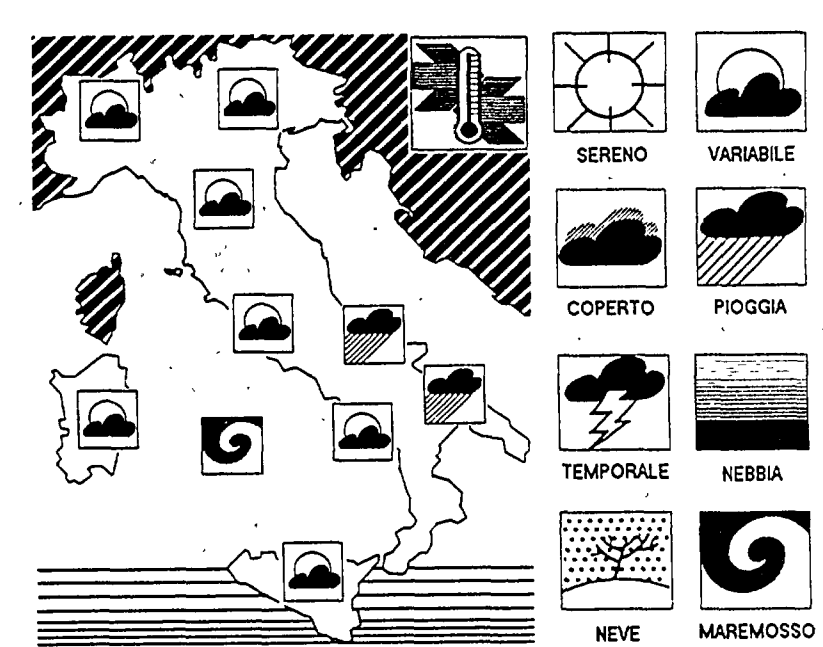 SERENO VARIABILE
COPERTO PIOGGIA
TEMPORALE NEBBIA
NEVE MAREMOSSO